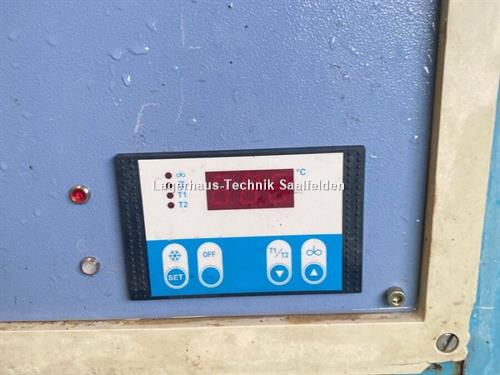 °C
T1
T2
Lagerhaus-Technik Saalfelden
SET
OFF
T1/T2